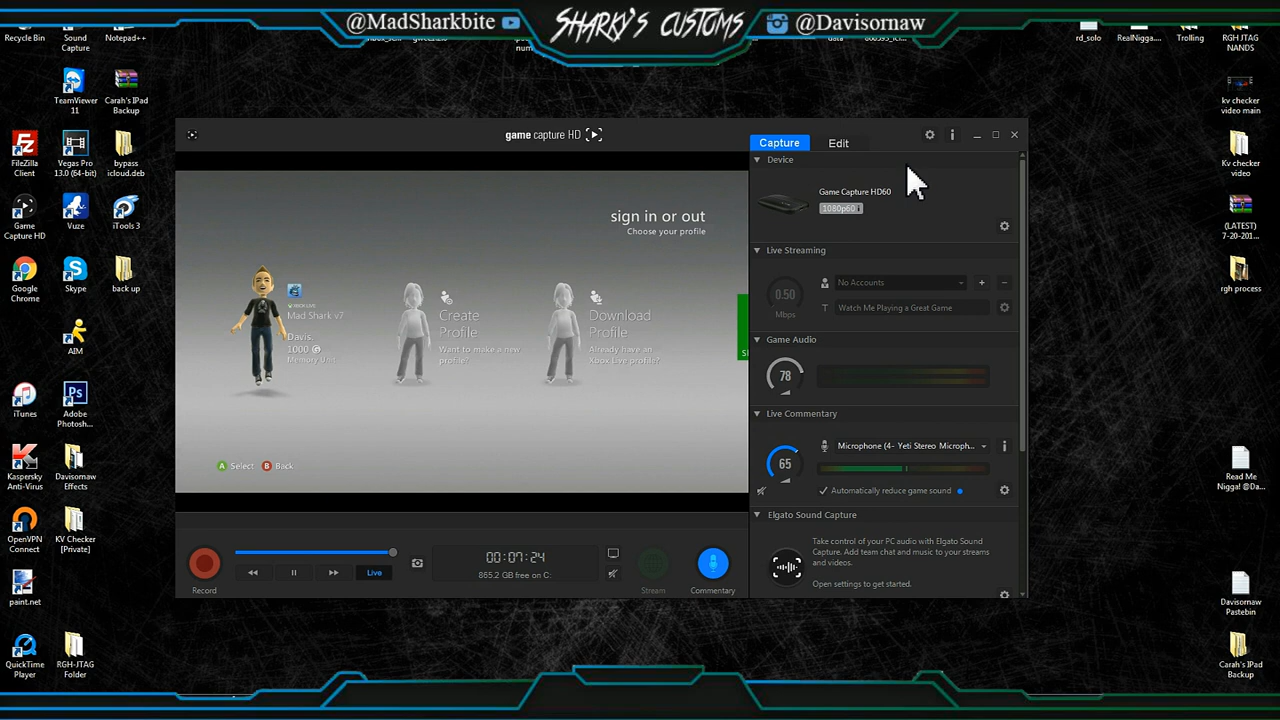 @MadSharkbite
SHARKY'S CUSTOMS
@Davisornaw
Recycle Bin
Sound
Capture
Notepad++
data
rd_solo
RealNigga....
Trolling
RGH JTAG
NANDS
TeamViewer
11
Carah's IPad
Backup
kv checker
video main
FileZilla
Client
Vegas Pro
13.0 (64-bit)
bypass
icloud.deb
Kv checker
video
Game
Capture HD
Vuze
iTools 3
(LATEST)
7-20-201...
Google
Chrome
Skype
back up
rgh process
AIM
iTunes
Adobe
Photosh...
Kaspersky
Anti-Virus
Davisornaw
Effects
Read Me
Nigga! @Da...
OpenVPN
Connect
KV Checker
[Private]
paint.net
Davisornaw
Pastebin
QuickTime
Player
RGH-JTAG
Folder
Carah's IPad
Backup
game capture HD
sign in or out
Choose your profile
XBOX LIVE
Mad Shark v7
Davis.
1000 G
Memory Unit
Create
Profile
Want to make a new
profile?
Download
Profile
Already have an
Xbox Live profile?
A Select B Back
Record
Live
00:07:24
865.2 GB free on C:
Stream
Commentary
Capture
Edit
Device
Game Capture HD60
1080p60
Live Streaming
0.50
Mbps
No Accounts
T Watch Me Playing a Great Game
Game Audio
78
Live Commentary
65
Microphone (4- Yeti Stereo Microph...
Automatically reduce game sound
Elgato Sound Capture
Take control of your PC audio with Elgato Sound
Capture. Add team chat and music to your streams
and videos.
Open settings to get started.